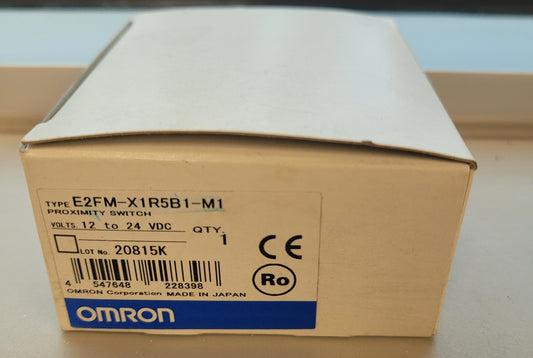 TYPE E2FM-X1R5B1-M1
PROXIMITY SWITCH
VOLTS. 12 to 24 VDC QTY. 1
LOT No. 20815K
CE
Ro
4 547648 228398
OMRON Corporation MADE IN JAPAN
OMRON